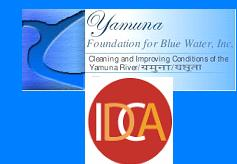 Yamuna
Foundation for Blue Water, Inc.
Cleaning and Improving Conditions of the
Yamuna River/यमुना/यमुना
IDCA